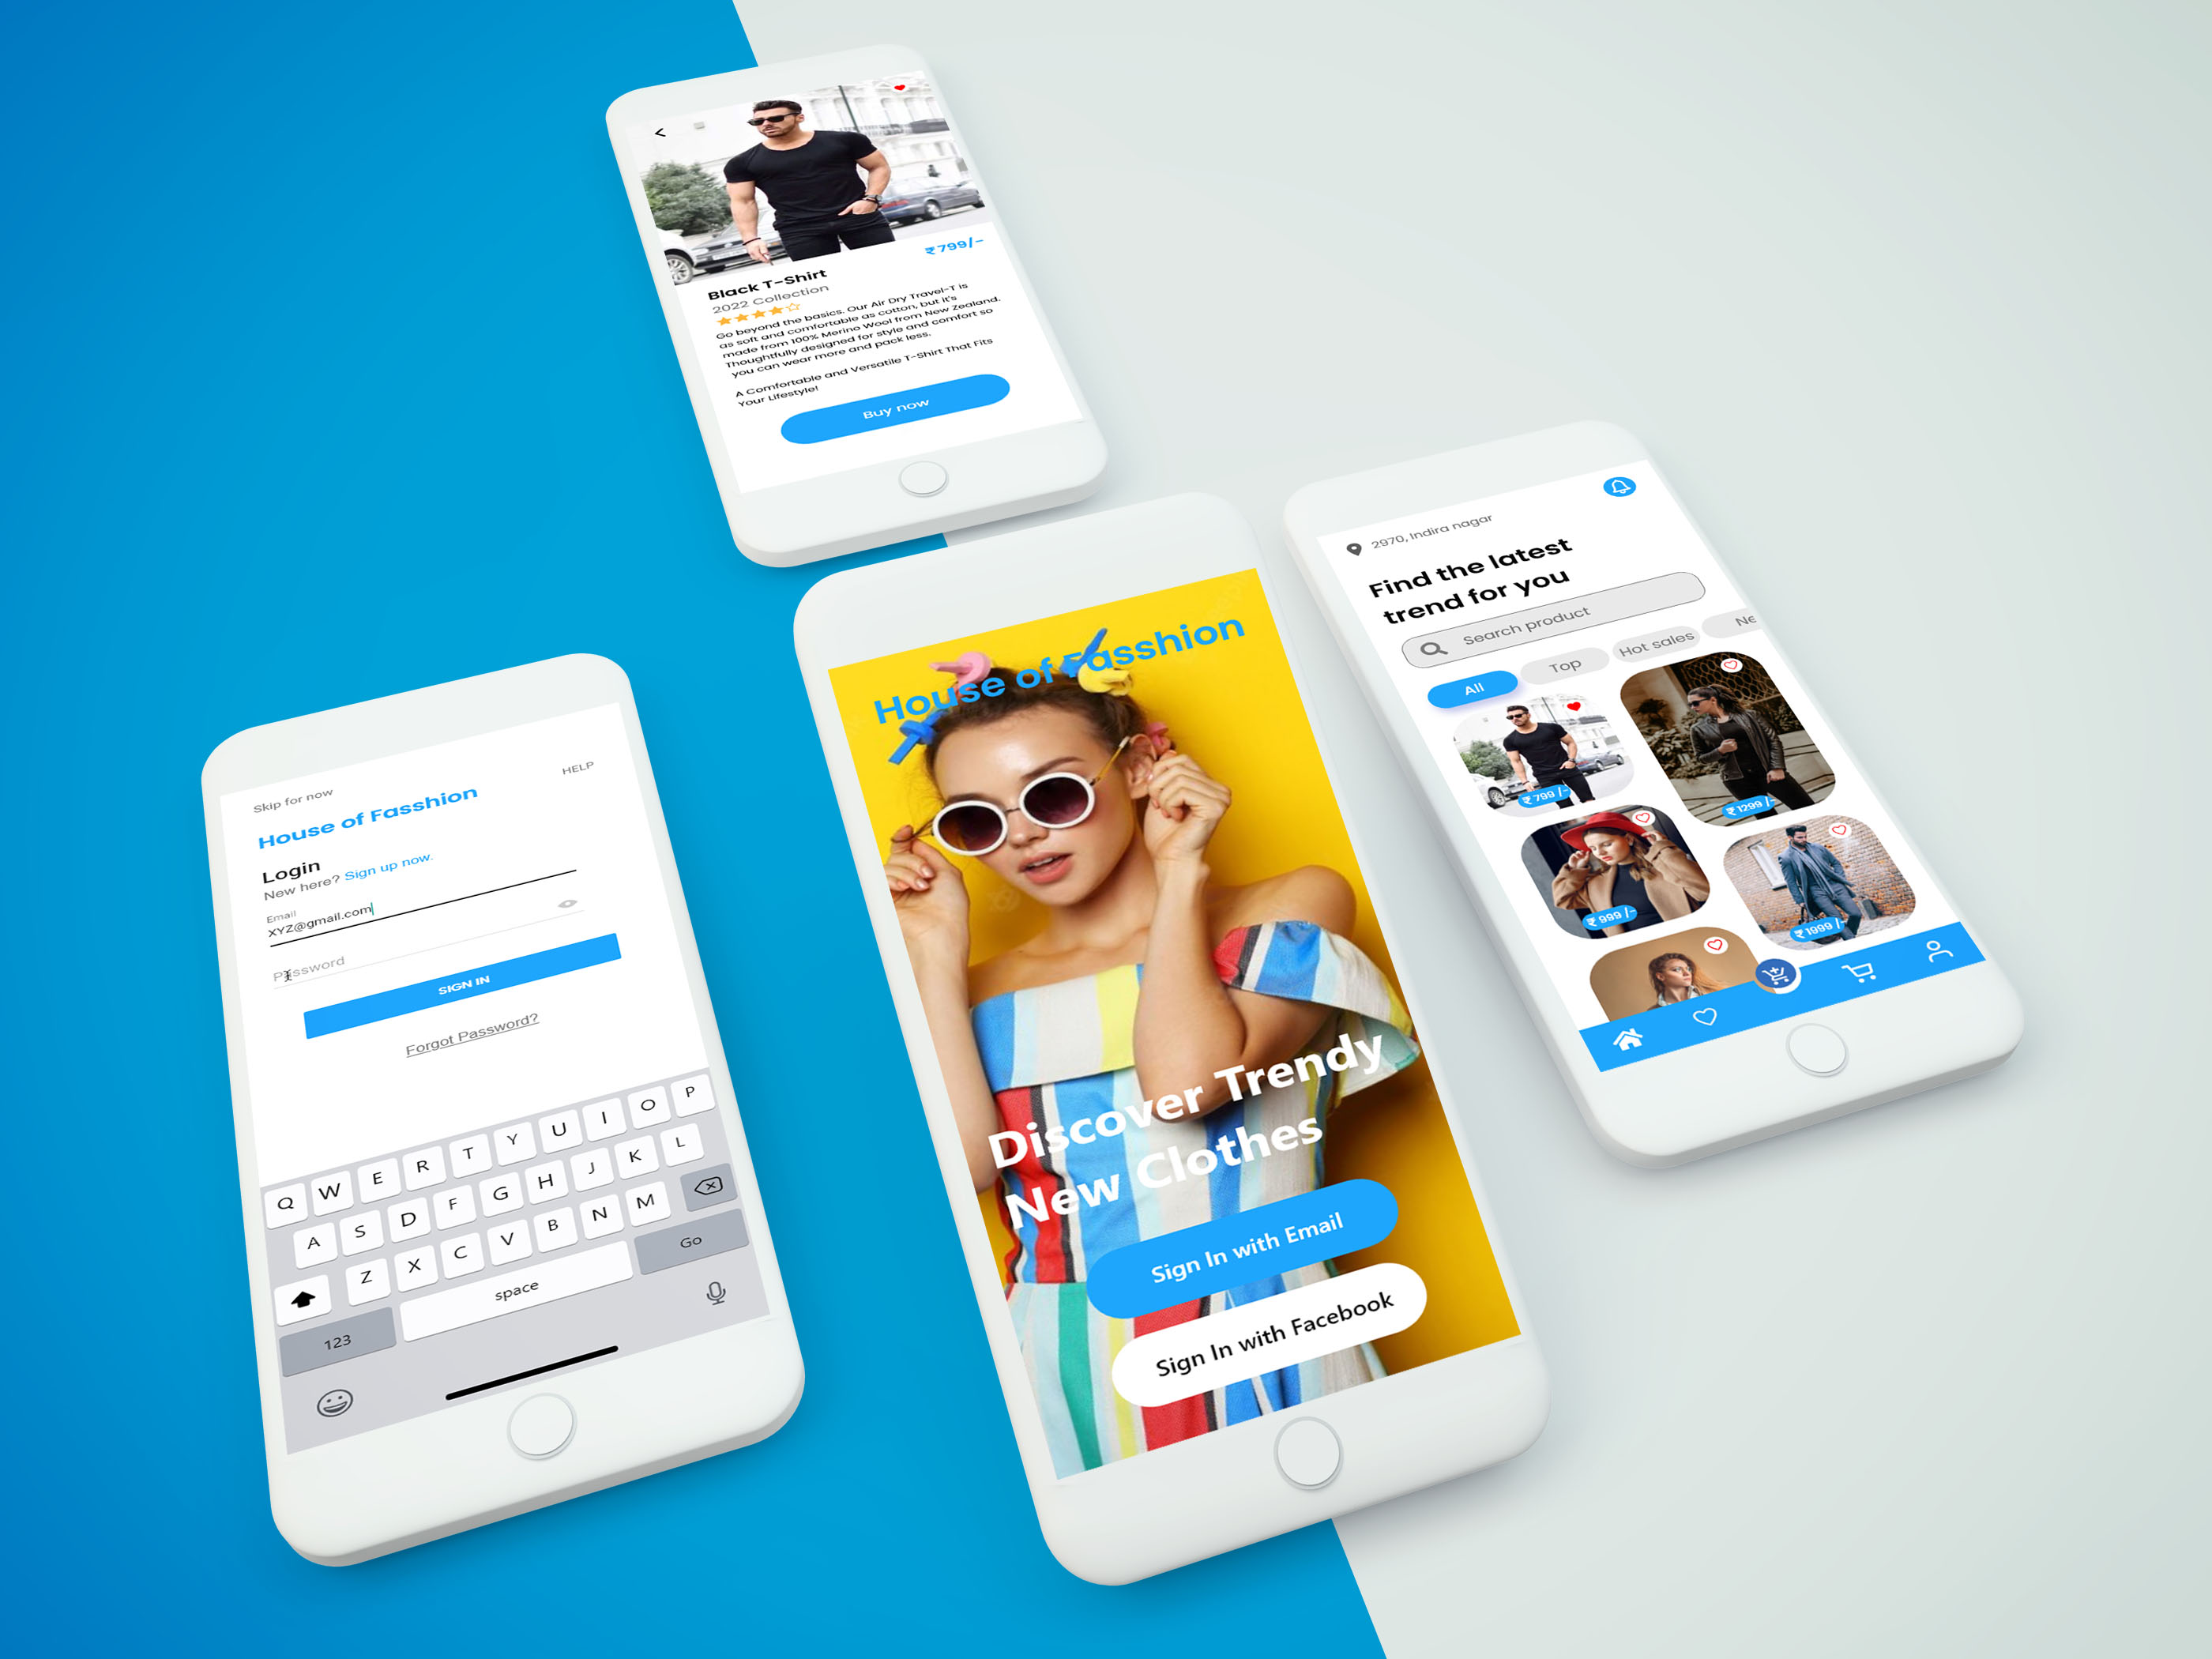 ₹ 799/-
Black T-Shirt
2022 Collection
Go beyond the basics. Our Air Dry Travel-T is
as soft and comfortable as cotton, but it's
made from 100% Merino Wool from New Zealand.
Thoughtfully designed for style and comfort so
you can wear more and pack less.
A Comfortable and Versatile T-Shirt That Fits
Your Lifestyle!
Buy now
Skip for now
HELP
House of Fasshion
Login
New here? Sign up now.
Email
XYZ@gmail.com
Password
SIGN IN
Forgot Password?
Q W E R T Y U I O P
A S D F G H J K L
Z X C V B N M
123 space Go
House of Fasshion
Discover Trendy
New Clothes
Sign In with Email
Sign In with Facebook
2970, Indira nagar
Find the latest
trend for you
Search product
All Top Hot sales Ne
₹ 799 /-
₹ 1299 /-
₹ 999 /-
₹ 1999 /-